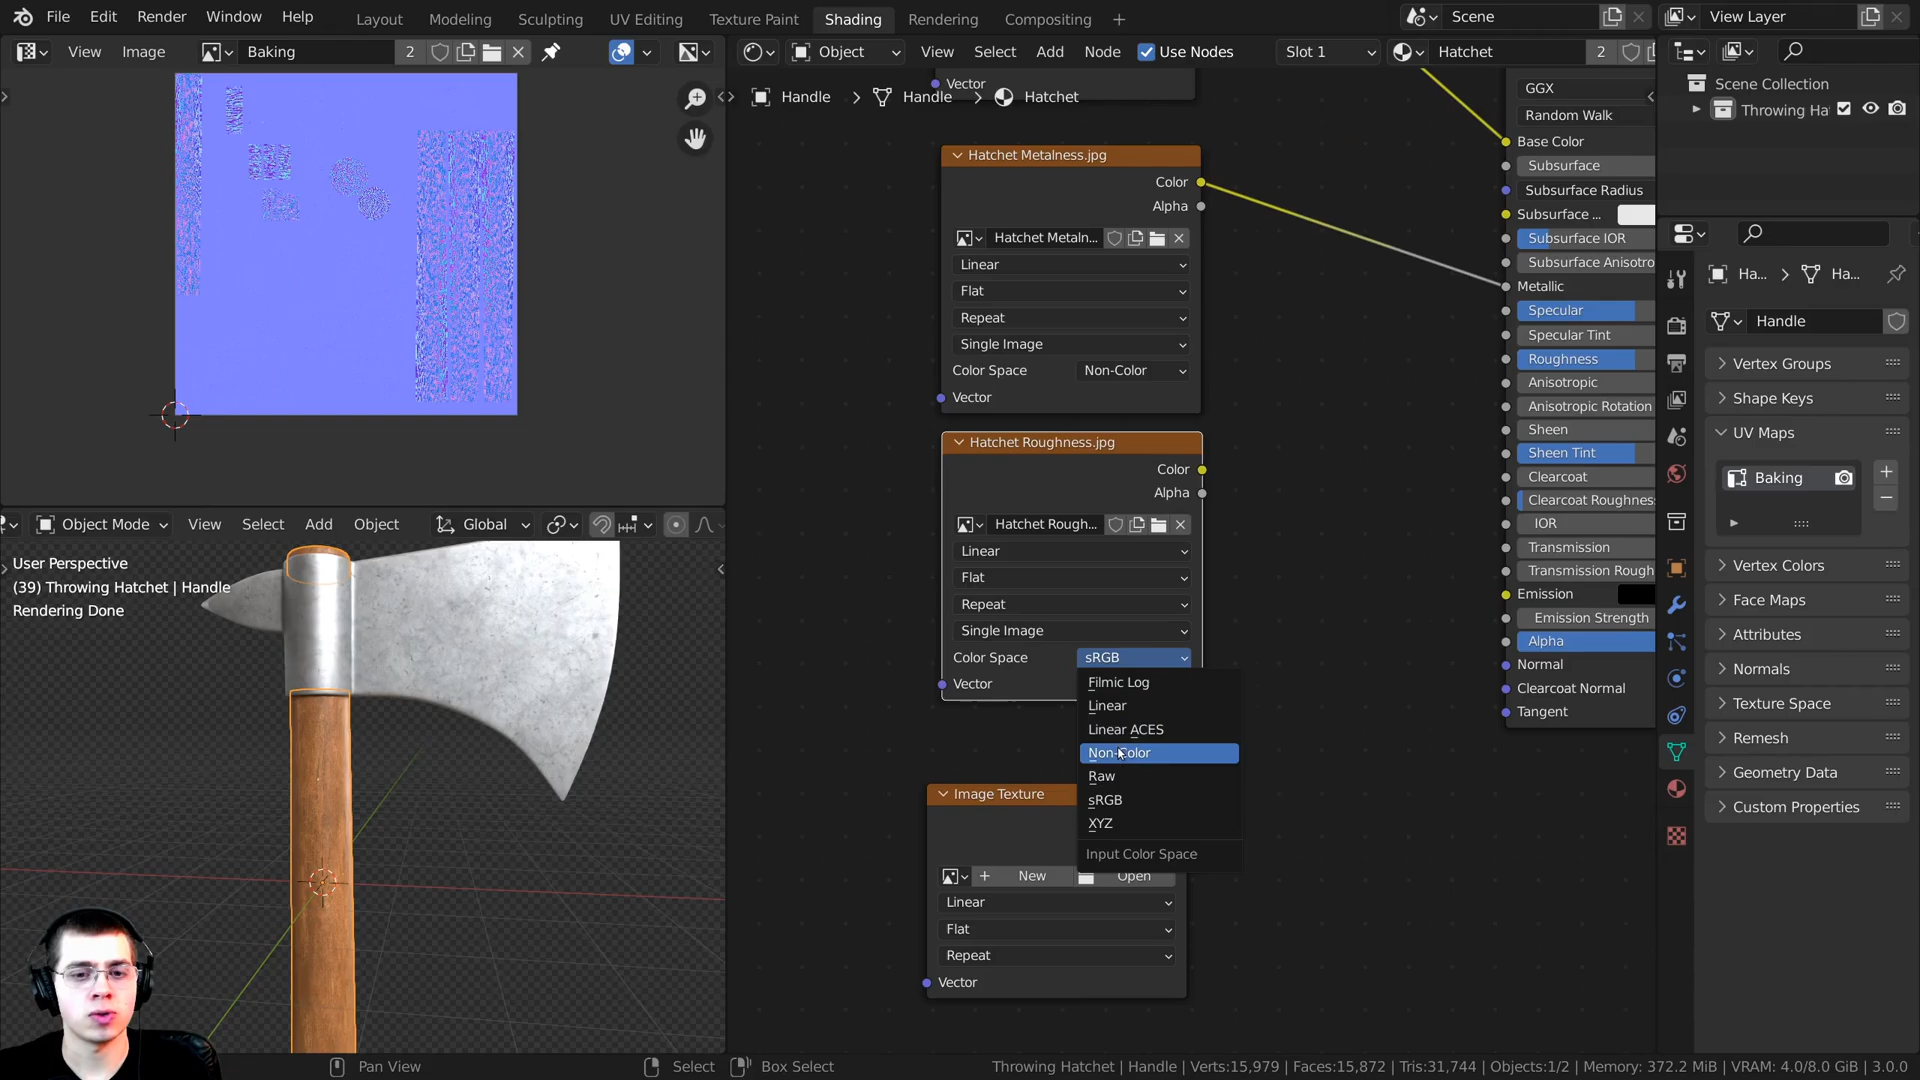 File Edit Render Window Help Layout Modeling Sculpting UV Editing Texture Paint Shading Rendering Compositing + Scene View Layer
View Image Baking 2
Object View Select Add Node Use Nodes Slot 1 Hatchet 2
Scene Collection
Throwing Ha
Vector
Handle > Handle > Hatchet
GGX
Random Walk
Base Color
Subsurface
Subsurface Radius
Subsurface ...
Subsurface IOR
Subsurface Anisotro
Metallic
Specular
Specular Tint
Roughness
Anisotropic
Anisotropic Rotation
Sheen
Sheen Tint
Clearcoat
Clearcoat Roughness
IOR
Transmission
Transmission Rough
Emission
Emission Strength
Alpha
Normal
Clearcoat Normal
Tangent
Hatchet Metalness.jpg
Color
Alpha
Hatchet Metaln...
Linear
Flat
Repeat
Single Image
Color Space Non-Color
Vector
Hatchet Roughness.jpg
Color
Alpha
Hatchet Rough...
Linear
Flat
Repeat
Single Image
Color Space sRGB
Vector
Filmic Log
Linear
Linear ACES
Non-Color
Raw
sRGB
XYZ
Input Color Space
Image Texture
New Open
Linear
Flat
Repeat
Vector
Ha... > Ha...
Handle
Vertex Groups
Shape Keys
UV Maps
Baking
Vertex Colors
Face Maps
Attributes
Normals
Texture Space
Remesh
Geometry Data
Custom Properties
Object Mode View Select Add Object Global
User Perspective
(39) Throwing Hatchet | Handle
Rendering Done
Pan View Select Box Select Throwing Hatchet | Handle | Verts:15,979 | Faces:15,872 | Tris:31,744 | Objects:1/2 | Memory: 372.2 MiB | VRAM: 4.0/8.0 GiB | 3.0.0